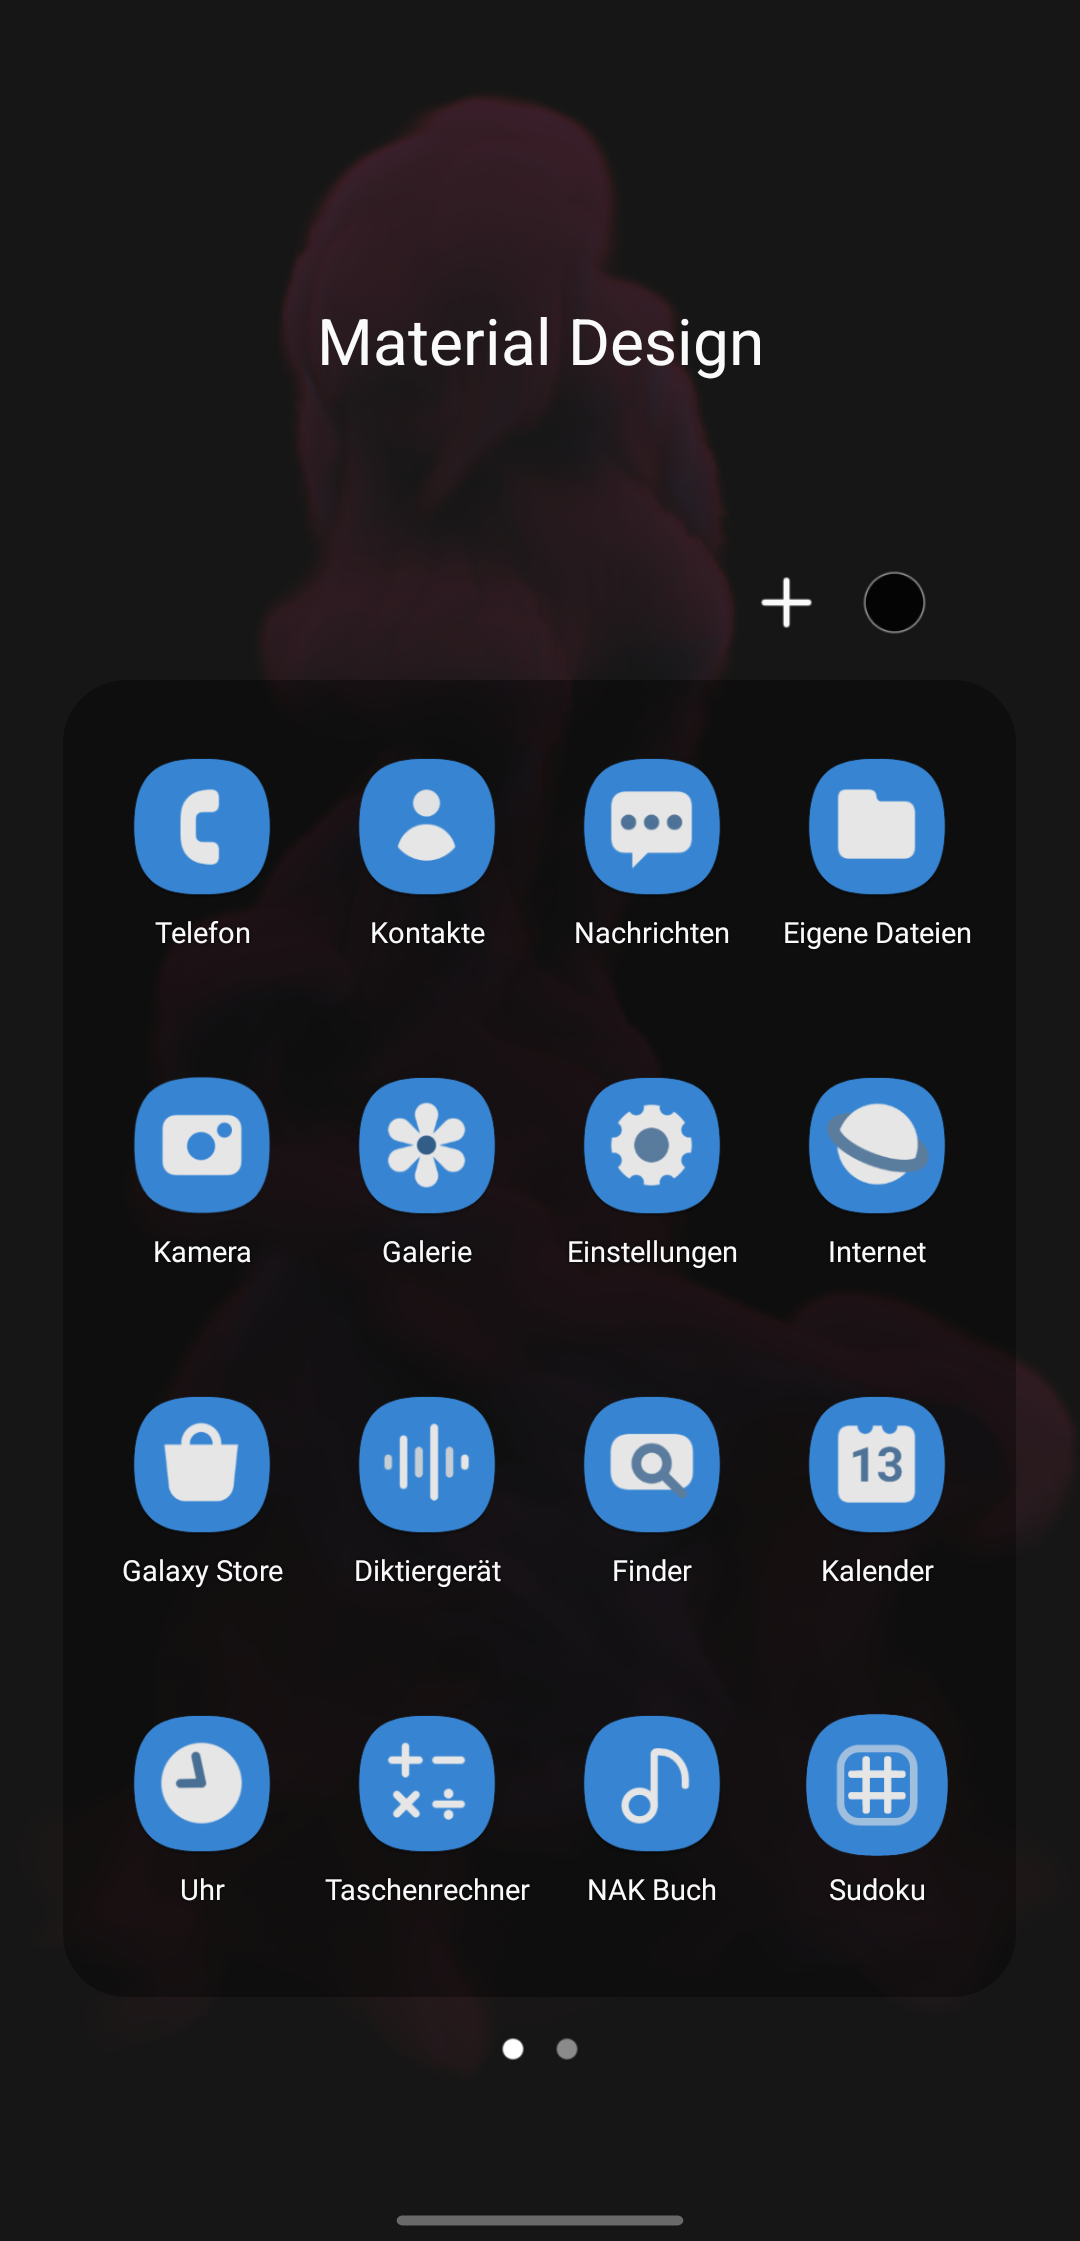 Material Design
Telefon
Kontakte
Nachrichten
Eigene Dateien
Kamera
Galerie
Einstellungen
Internet
13
Galaxy Store
Diktiergerät
Finder
Kalender
Uhr
Taschenrechner
NAK Buch
Sudoku